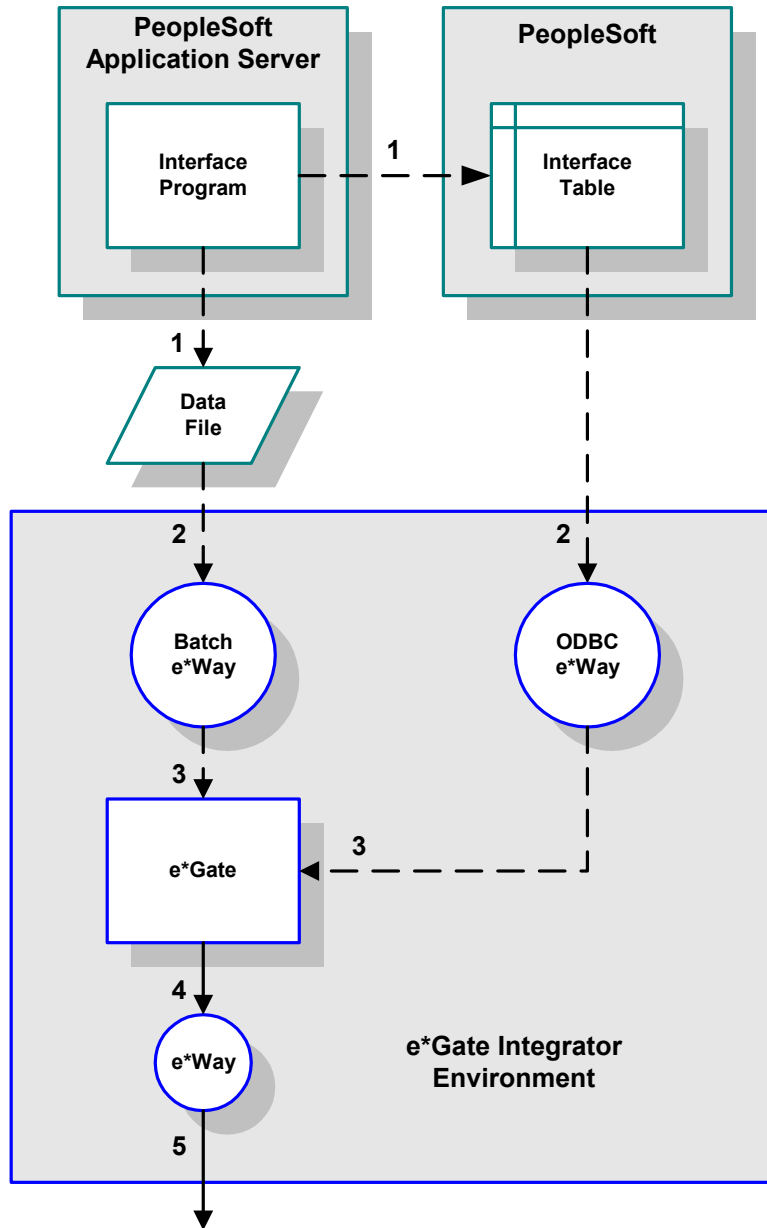 PeopleSoft
Application Server
PeopleSoft
Interface
Program
1
Interface
Table
1
Data
File
2
2
Batch
e*Way
ODBC
e*Way
3
3
e*Gate
4
e*Way
e*Gate Integrator
Environment
5